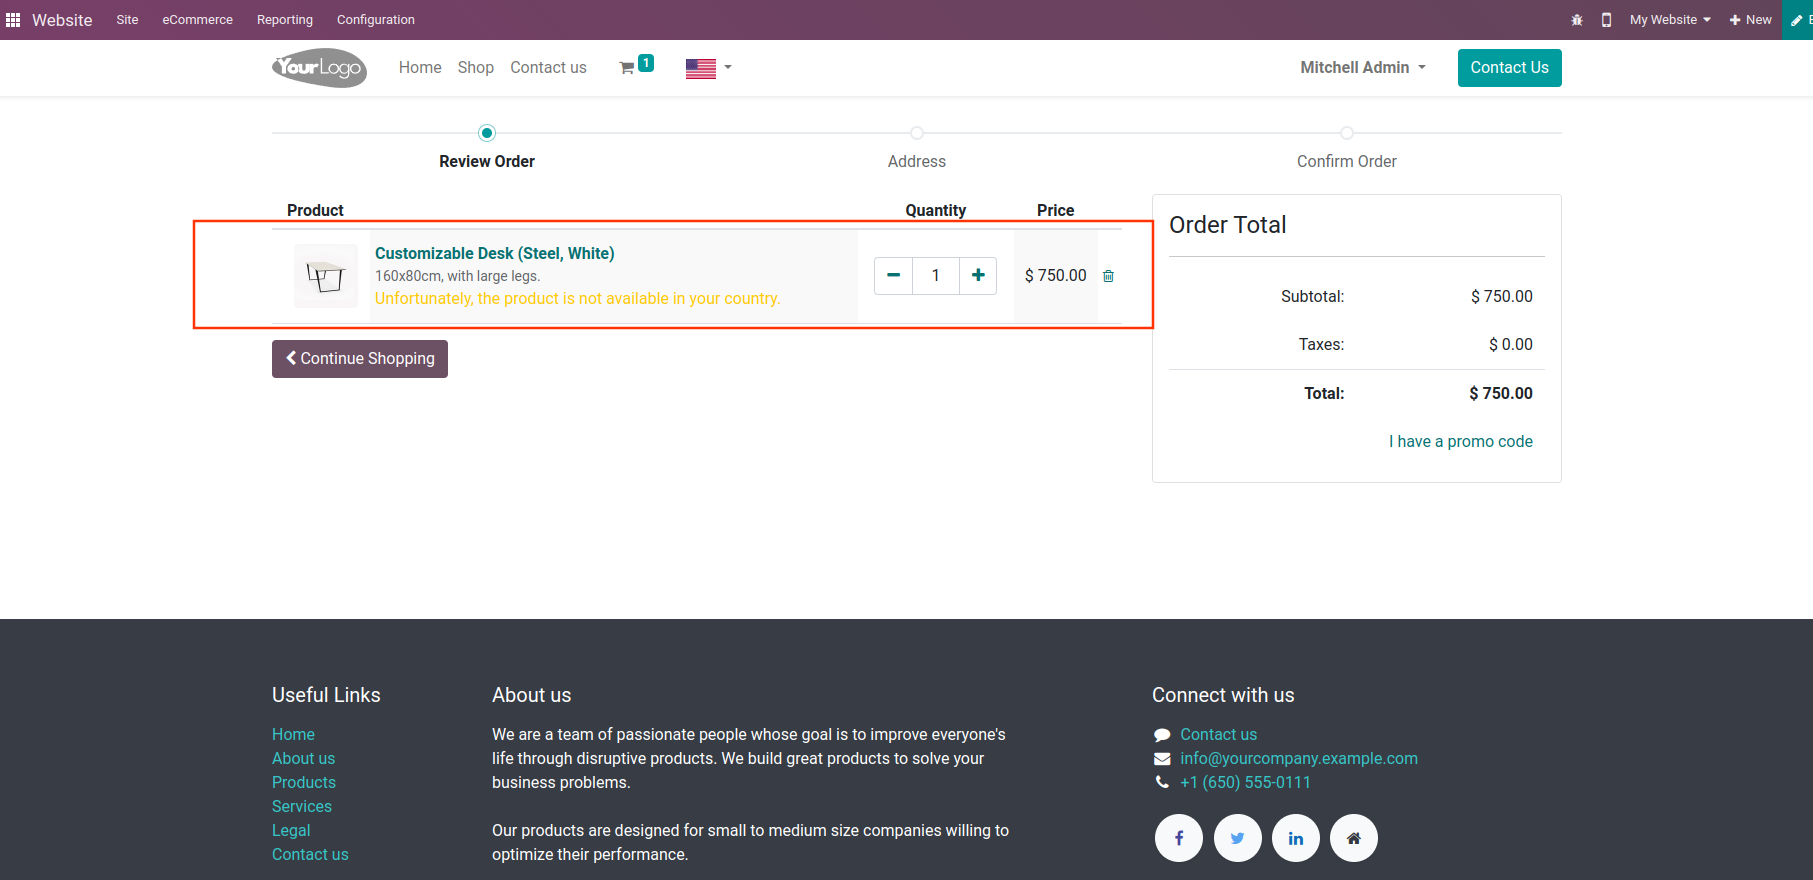 Website Site eCommerce Reporting Configuration My Website New
YourLogo Home Shop Contact us 1 Mitchell Admin Contact Us
Review Order Address Confirm Order
Product Quantity Price
Customizable Desk (Steel, White)
160x80cm, with large legs.
Unfortunately, the product is not available in your country.
1 $ 750.00
Continue Shopping
Order Total
Subtotal: $ 750.00
Taxes: $ 0.00
Total: $ 750.00
I have a promo code
Useful Links
Home
About us
Products
Services
Legal
Contact us
About us
We are a team of passionate people whose goal is to improve everyone's
life through disruptive products. We build great products to solve your
business problems.
Our products are designed for small to medium size companies willing to
optimize their performance.
Connect with us
Contact us
info@yourcompany.example.com
+1 (650) 555-0111